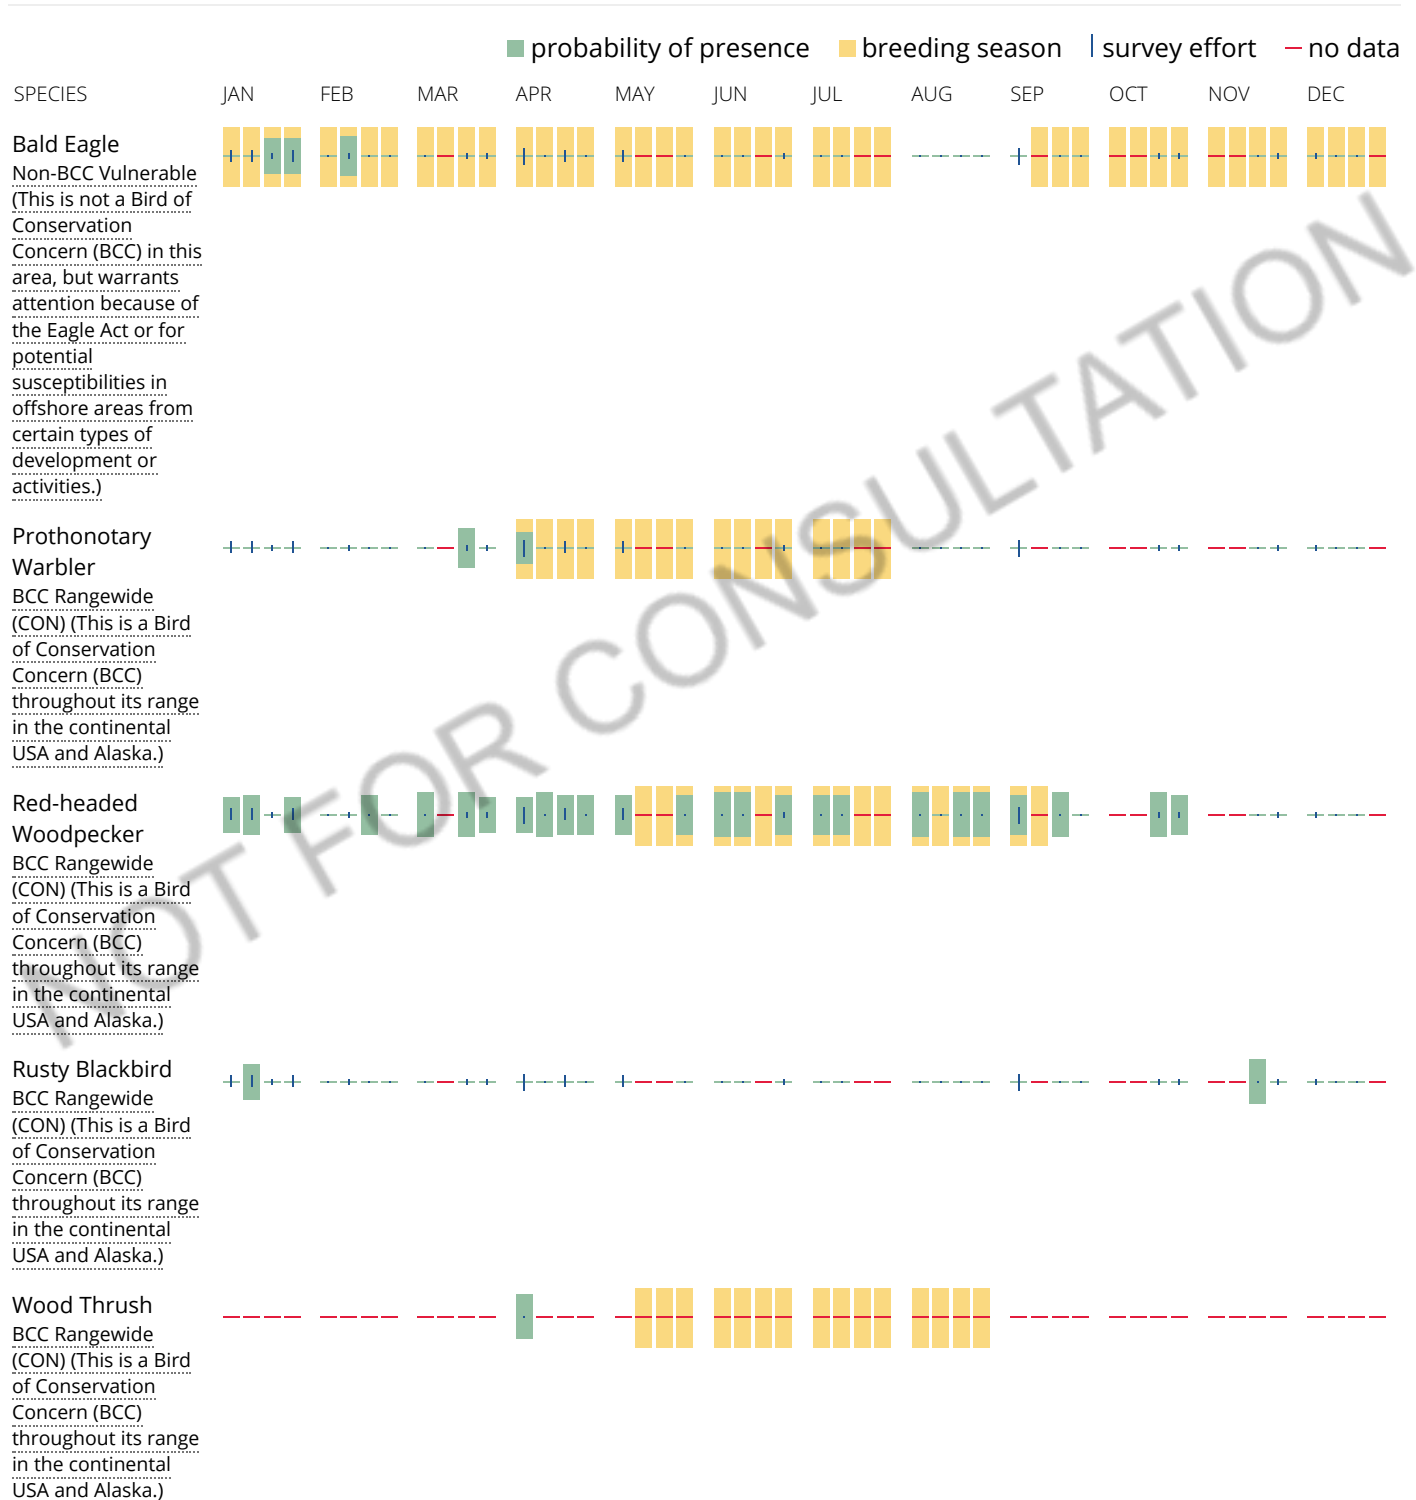 probability of presence breeding season survey effort no data
SPECIES JAN FEB MAR APR MAY JUN JUL AUG SEP OCT NOV DEC
Bald Eagle
Non-BCC Vulnerable
(This is not a Bird of
Conservation
Concern (BCC) in this
area, but warrants
attention because of
the Eagle Act or for
potential
susceptibilities in
offshore areas from
certain types of
development or
activities.)
Prothonotary
Warbler
BCC Rangewide
(CON) (This is a Bird
of Conservation
Concern (BCC)
throughout its range
in the continental
USA and Alaska.)
Red-headed
Woodpecker
BCC Rangewide
(CON) (This is a Bird
of Conservation
Concern (BCC)
throughout its range
in the continental
USA and Alaska.)
Rusty Blackbird
BCC Rangewide
(CON) (This is a Bird
of Conservation
Concern (BCC)
throughout its range
in the continental
USA and Alaska.)
Wood Thrush
BCC Rangewide
(CON) (This is a Bird
of Conservation
Concern (BCC)
throughout its range
in the continental
USA and Alaska.)
NOT FOR CONSULTATION